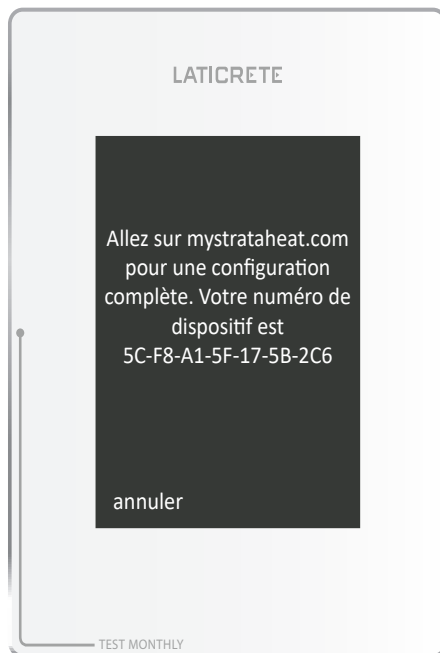 LATICRETE
Allez sur mystrataheat.com
pour une configuration
complète. Votre numéro de
dispositif est
5C-F8-A1-5F-17-5B-2C6
annuler
TEST MONTHLY